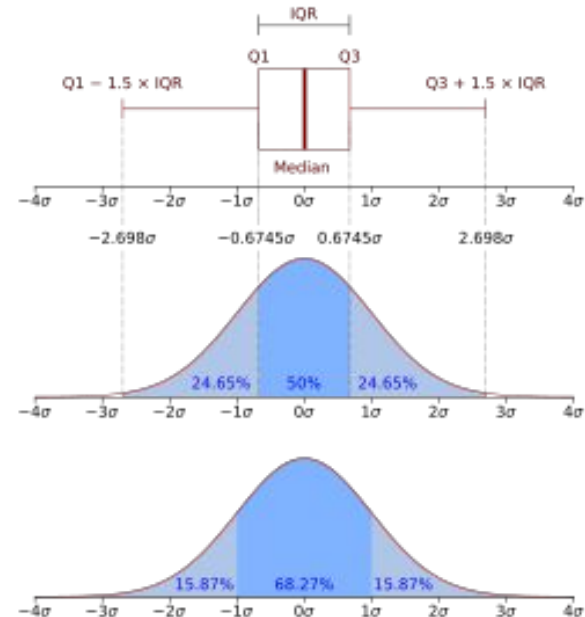 IQR
Q1 Q3
Q1 − 1.5 × IQR Q3 + 1.5 × IQR
Median
−4σ −3σ −2σ −1σ 0σ 1σ 2σ 3σ 4σ
−2.698σ −0.6745σ 0.6745σ 2.698σ
24.65% 50% 24.65%
−4σ −3σ −2σ −1σ 0σ 1σ 2σ 3σ 4σ
15.87% 68.27% 15.87%
−4σ −3σ −2σ −1σ 0σ 1σ 2σ 3σ 4σ